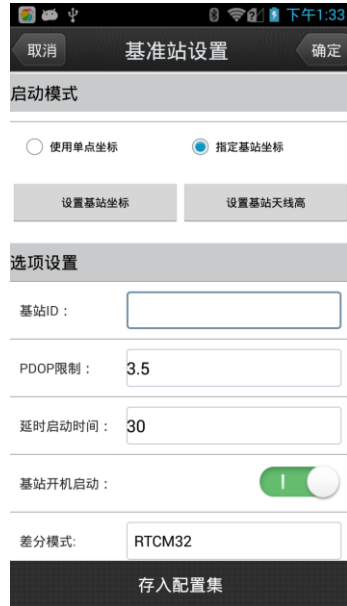 下午1:33
取消 基准站设置 确定
启动模式
使用单点坐标 指定基站坐标
设置基站坐标 设置基站天线高
选项设置
基站ID：
PDOP限制： 3.5
延时启动时间： 30
基站开机启动：
差分模式: RTCM32
存入配置集